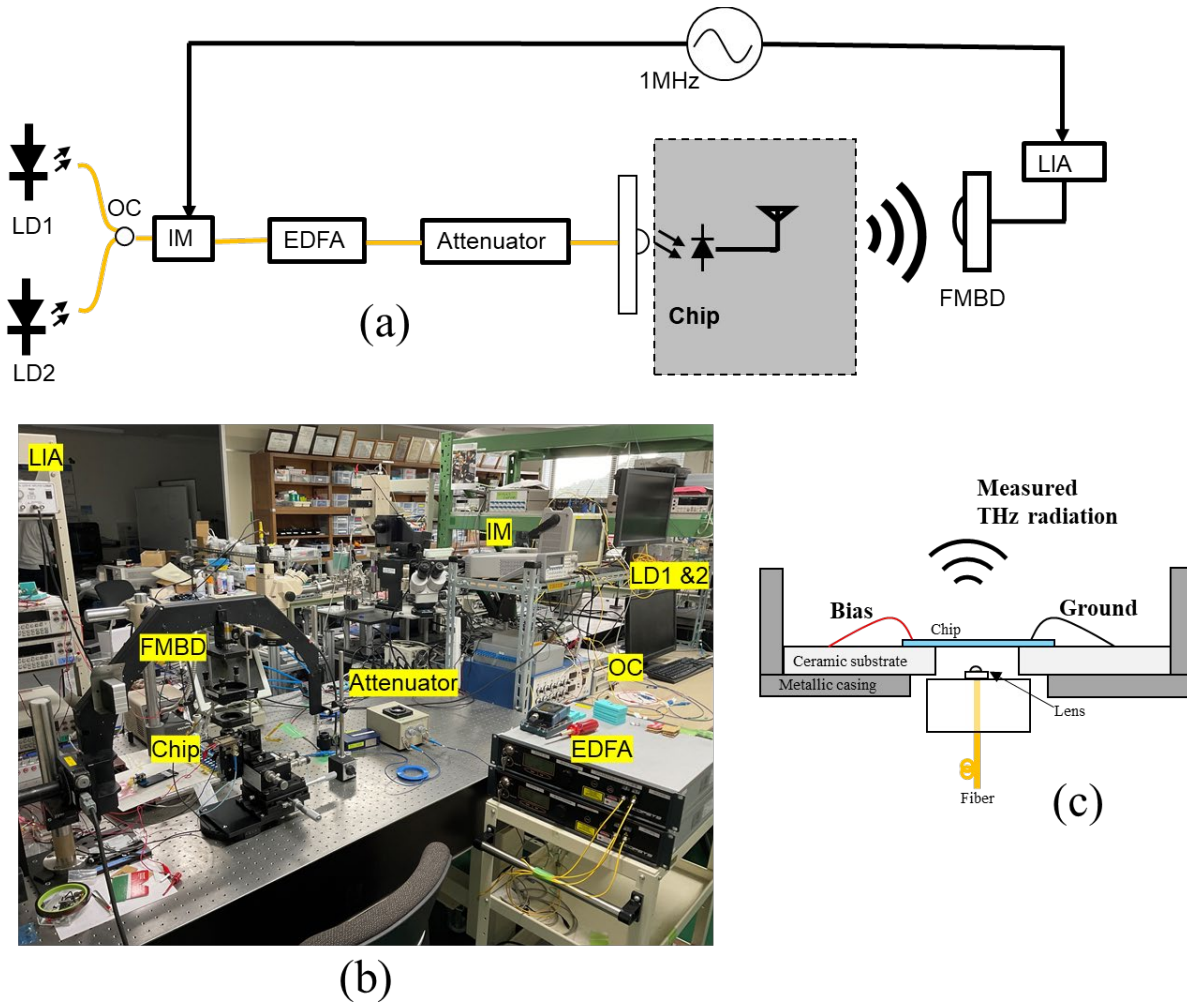 1MHz
LD1
OC
IM
EDFA
Attenuator
LIA
FMBD
Chip
LD2
(a)
LIA
IM
LD1 &2
FMBD
Attenuator
OC
Chip
EDFA
(b)
Measured
THz radiation
Bias
Ground
Chip
Ceramic substrate
Metallic casing
Lens
Fiber
(c)